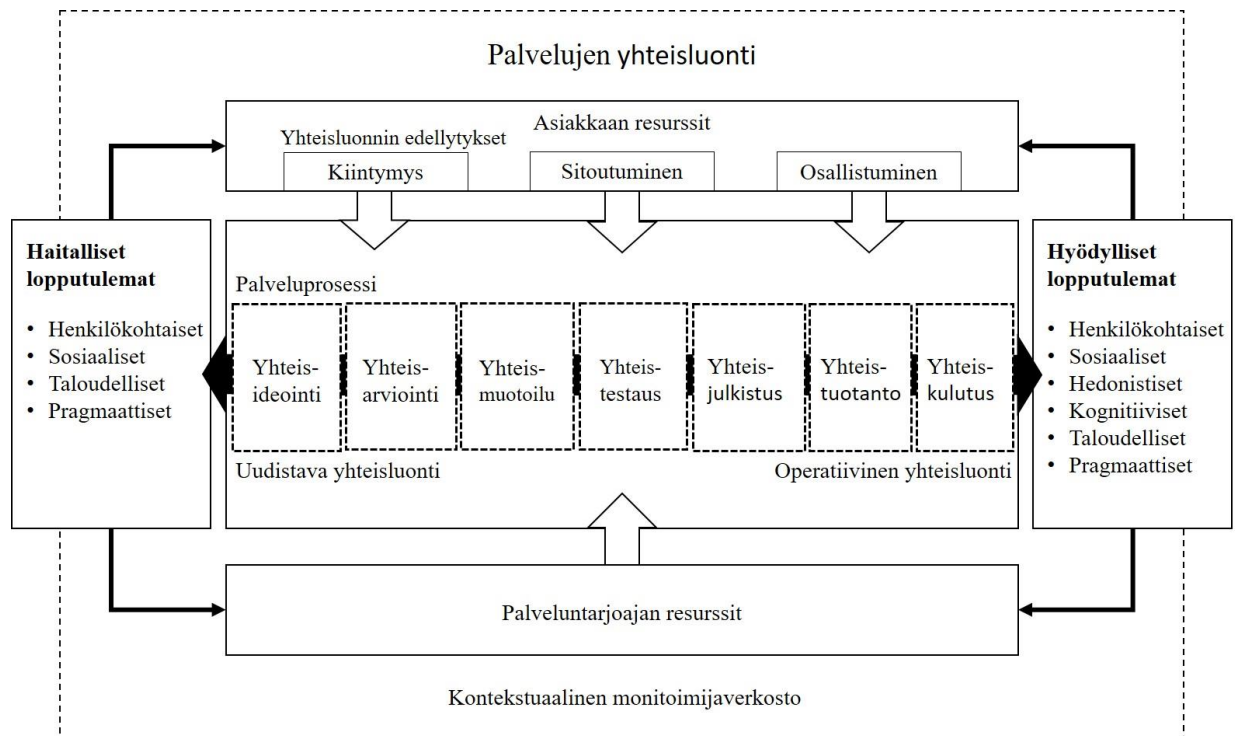 Palvelujen yhteisluonti
Asiakkaan resurssit
Yhteisluonnin edellytykset
Kiintymys
Sitoutuminen
Osallistuminen
Haitalliset
lopputulemat
• Henkilökohtaiset
• Sosiaaliset
• Taloudelliset
• Pragmaattiset
Palveluprosessi
Yhteis-
ideointi
Yhteis-
arviointi
Yhteis-
muotoilu
Yhteis-
testaus
Yhteis-
julkistus
Yhteis-
tuotanto
Yhteis-
kulutus
Uudistava yhteisluonti
Operatiivinen yhteisluonti
Hyödylliset
lopputulemat
• Henkilökohtaiset
• Sosiaaliset
• Hedonistiset
• Kognitiiviset
• Taloudelliset
• Pragmaattiset
Palveluntarjoajan resurssit
Kontekstuaalinen monitoimijaverkosto